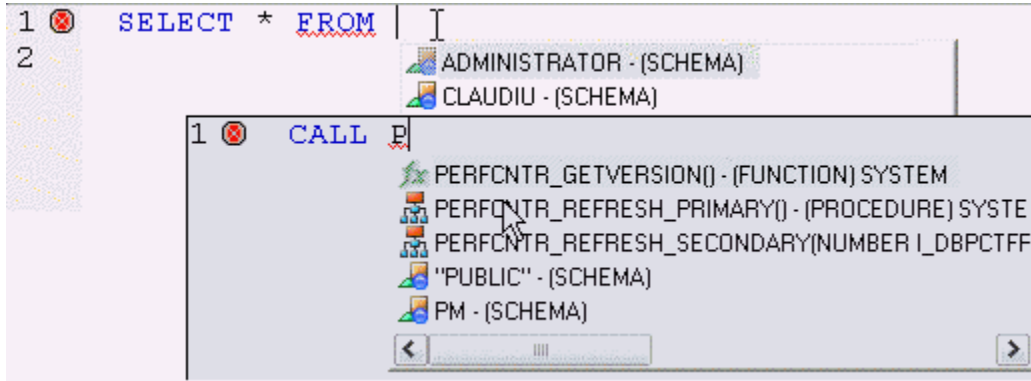 1 SELECT * FROM
2
ADMINISTRATOR - (SCHEMA)
CLAUDIU - (SCHEMA)
1 CALL P
fx PERFCNTR_GETVERSION() - (FUNCTION) SYSTEM
PERFCNTR_REFRESH_PRIMARY() - (PROCEDURE) SYSTE
PERFCNTR_REFRESH_SECONDARY(NUMBER I_DBPCTFF
"PUBLIC" - (SCHEMA)
PM - (SCHEMA)